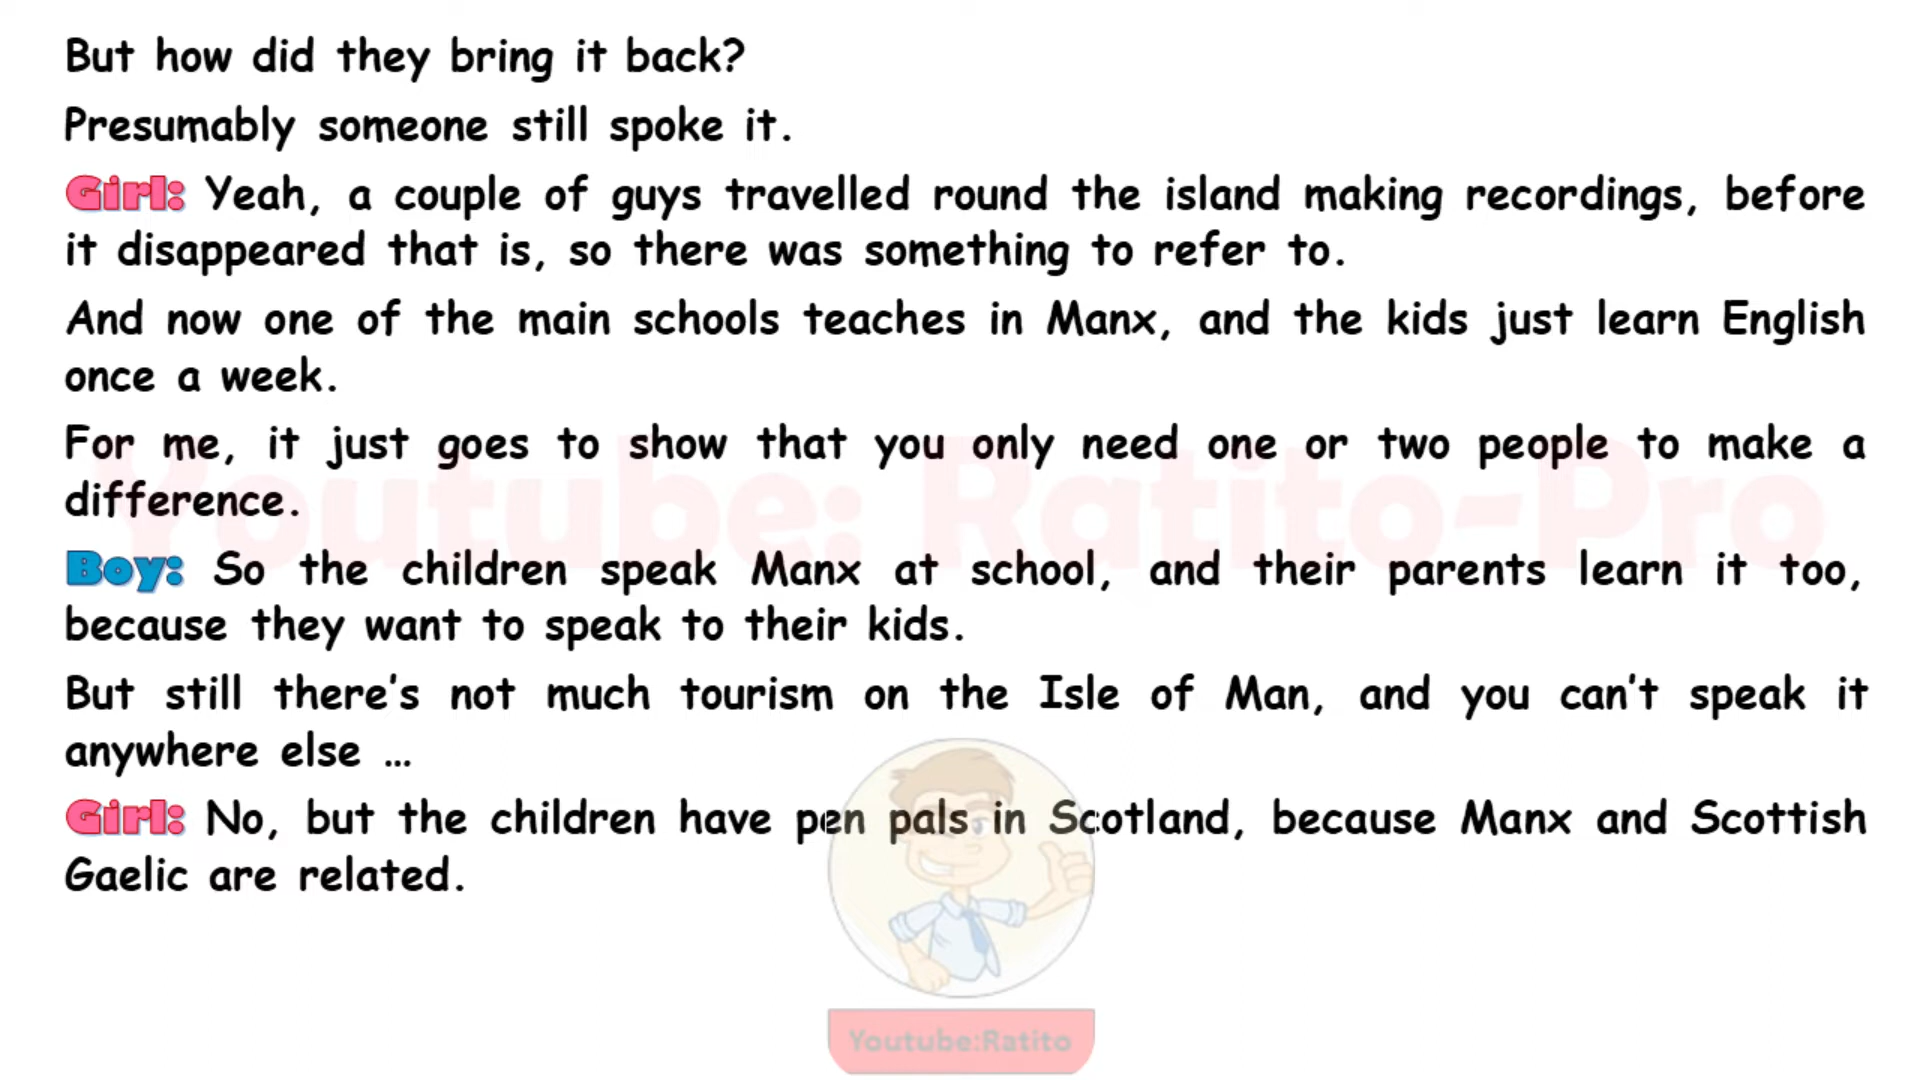 But how did they bring it back?
Presumably someone still spoke it.
Girl: Yeah, a couple of guys travelled round the island making recordings, before
it disappeared that is, so there was something to refer to.
And now one of the main schools teaches in Manx, and the kids just learn English
once a week.
For me, it just goes to show that you only need one or two people to make a
difference.
Youtube: Ratito-Pro
Boy: So the children speak Manx at school, and their parents learn it too,
because they want to speak to their kids.
But still there's not much tourism on the Isle of Man, and you can't speak it
anywhere else ...
Girl: No, but the children have pen pals in Scotland, because Manx and Scottish
Gaelic are related.
Youtube:Ratito